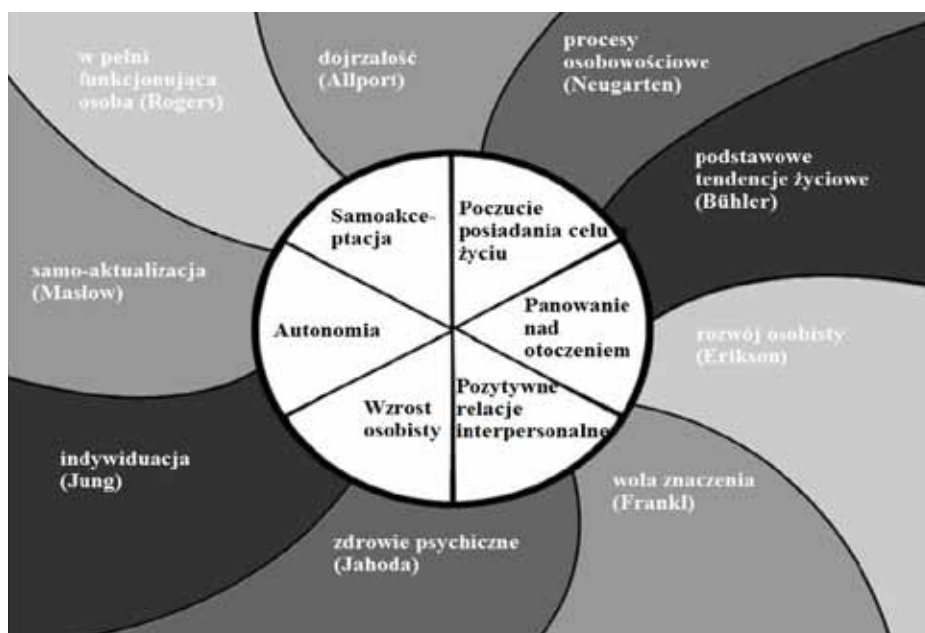 w pełni
funkcjonująca
osoba (Rogers)
dojrzałość
(Allport)
procesy
osobowościowe
(Neugarten)
podstawowe
tendencje życiowe
(Bühler)
Samoakce-
ptacja
Poczucie
posiadania celu w
życiu
samo-aktualizacja
(Maslow)
Autonomia
Panowanie
nad
otoczeniem
rozwój osobisty
(Erikson)
Wzrost
osobisty
Pozytywne
relacje
interpersonalne
indywiduacja
(Jung)
wola znaczenia
(Frankl)
zdrowie psychiczne
(Jahoda)